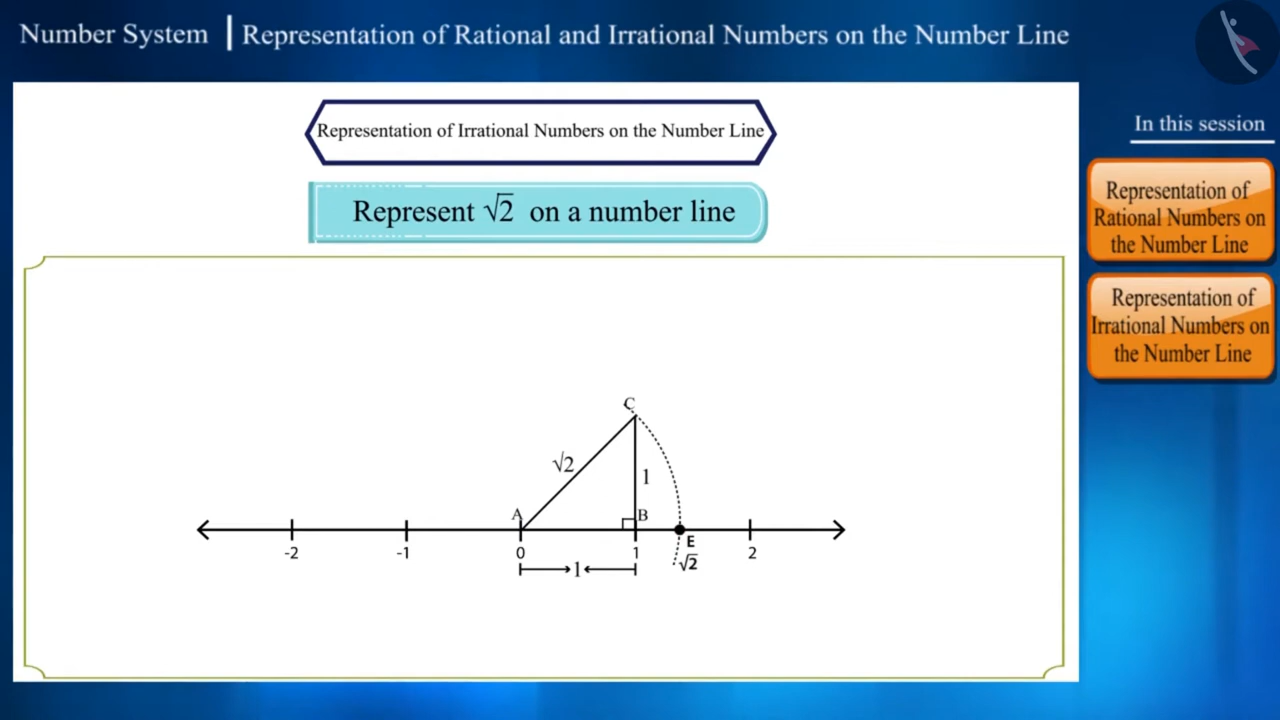 Number System | Representation of Rational and Irrational Numbers on the Number Line
In this session
Representation of Irrational Numbers on the Number Line
Represent √2 on a number line
Representation of
Rational Numbers on
the Number Line
Representation of
Irrational Numbers on
the Number Line
C
√2
1
A
B
E
-2
-1
0
1
√2
2
1